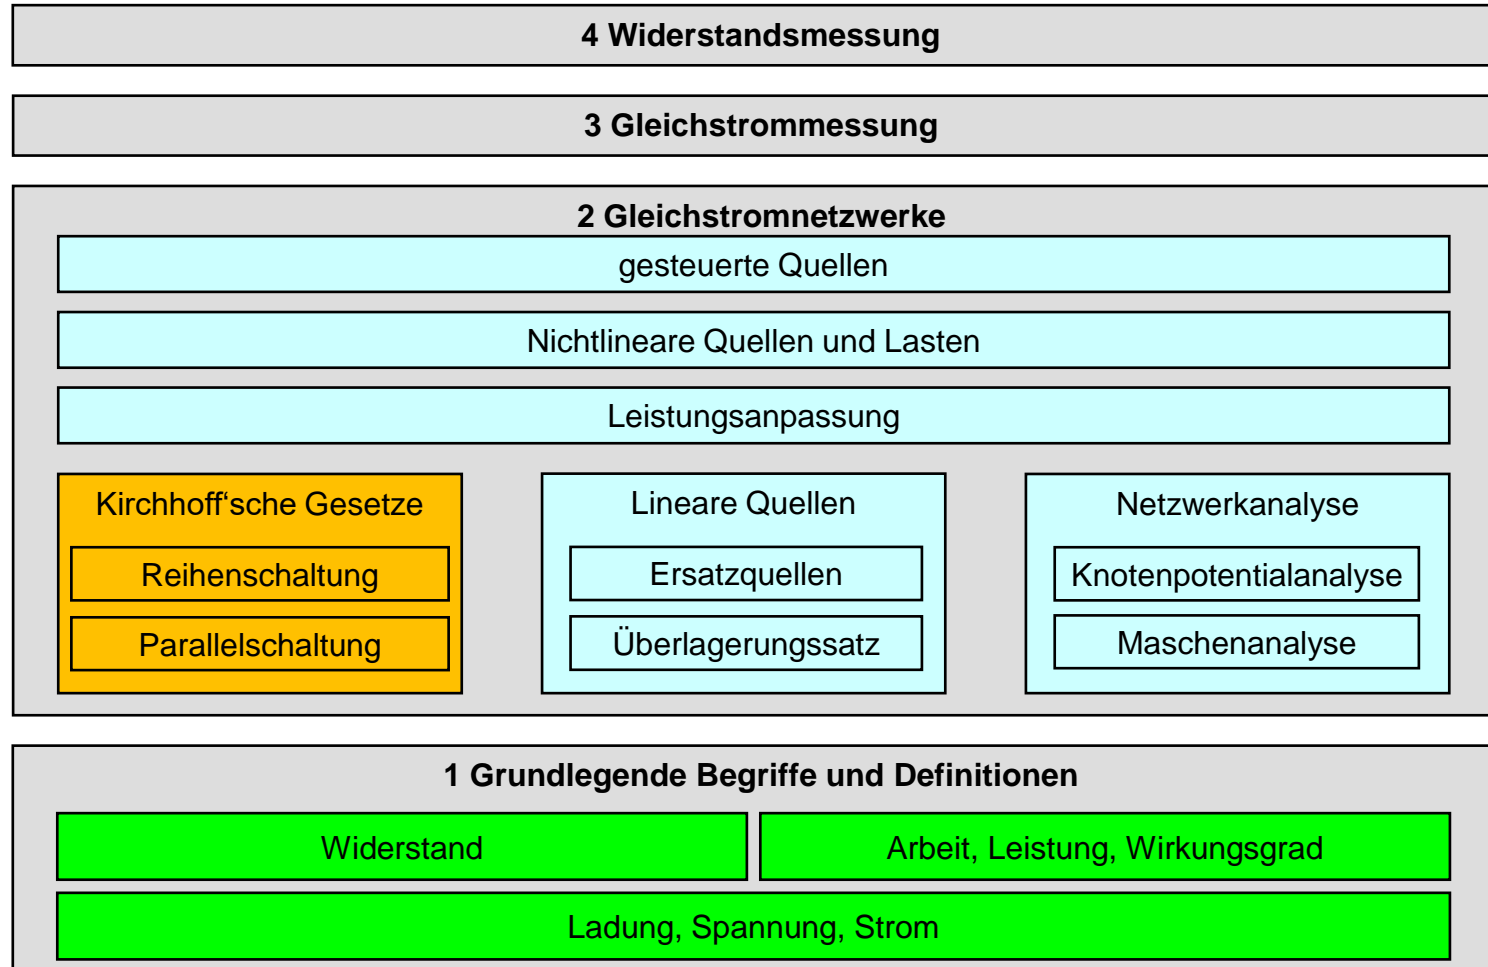 4 Widerstandsmessung
3 Gleichstrommessung
2 Gleichstromnetzwerke
gesteuerte Quellen
Nichtlineare Quellen und Lasten
Leistungsanpassung
Kirchhoff‘sche Gesetze
Reihenschaltung
Parallelschaltung
Lineare Quellen
Ersatzquellen
Überlagerungssatz
Netzwerkanalyse
Knotenpotentialanalyse
Maschenanalyse
1 Grundlegende Begriffe und Definitionen
Widerstand
Arbeit, Leistung, Wirkungsgrad
Ladung, Spannung, Strom